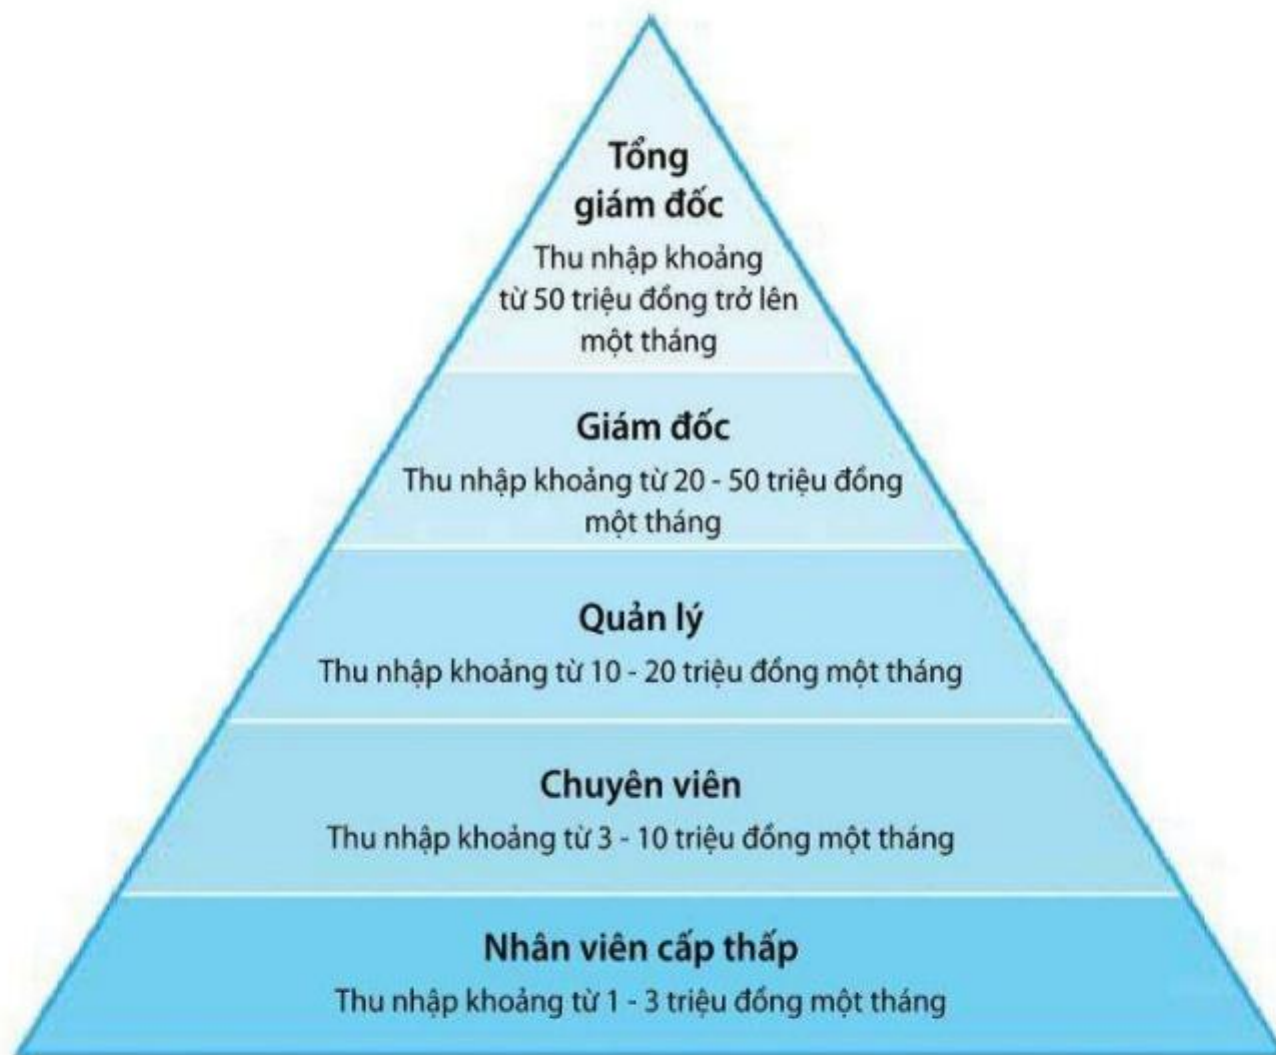 Tổng
giám đốc
Thu nhập khoảng
từ 50 triệu đồng trở lên
một tháng
Giám đốc
Thu nhập khoảng từ 20 - 50 triệu đồng
một tháng
Quản lý
Thu nhập khoảng từ 10 - 20 triệu đồng một tháng
Chuyên viên
Thu nhập khoảng từ 3 - 10 triệu đồng một tháng
Nhân viên cấp thấp
Thu nhập khoảng từ 1 - 3 triệu đồng một tháng